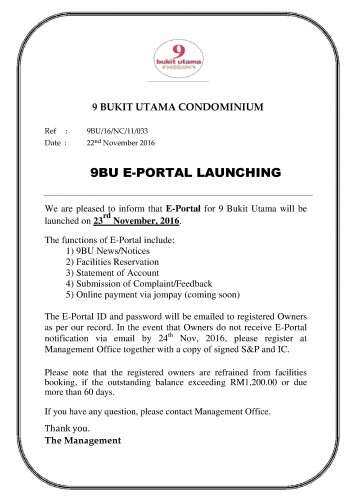 9
bukit utama
9 BUKIT UTAMA CONDOMINIUM
Ref : 9BU/16/NC/11/033
Date : 22nd November 2016
9BU E-PORTAL LAUNCHING
We are pleased to inform that E-Portal for 9 Bukit Utama will be
launched on 23rd November, 2016.
The functions of E-Portal include:
1) 9BU News/Notices
2) Facilities Reservation
3) Statement of Account
4) Submission of Complaint/Feedback
5) Online payment via jompay (coming soon)
The E-Portal ID and password will be emailed to registered Owners
as per our record. In the event that Owners do not receive E-Portal
notification via email by 24th Nov, 2016, please register at
Management Office together with a copy of signed S&P and IC.
Please note that the registered owners are refrained from facilities
booking, if the outstanding balance exceeding RM1,200.00 or due
more than 60 days.
If you have any question, please contact Management Office.
Thank you.
The Management